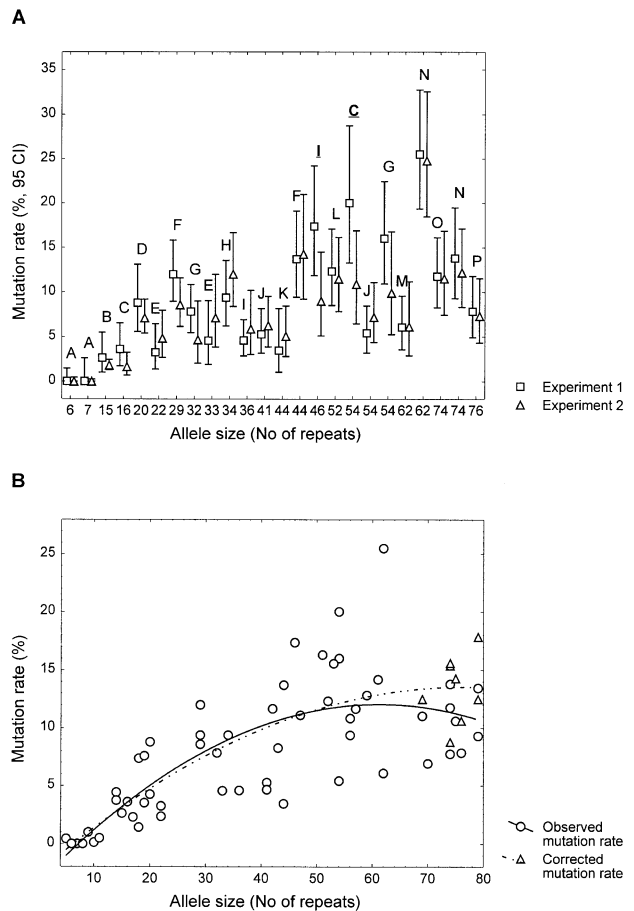 A
Mutation rate (%, 95 CI)
35
30
25
20
15
10
5
0
A A B C D E F G E H I J K F I L C J G M N O N P
6 7 15 16 20 22 29 32 33 34 36 41 44 44 46 52 54 54 54 62 62 74 74 76
Allele size (No of repeats)
Experiment 1
Experiment 2
B
Mutation rate (%)
25
20
15
10
5
0
10 20 30 40 50 60 70 80
Allele size (No of repeats)
Observed
mutation rate
Corrected
mutation rate